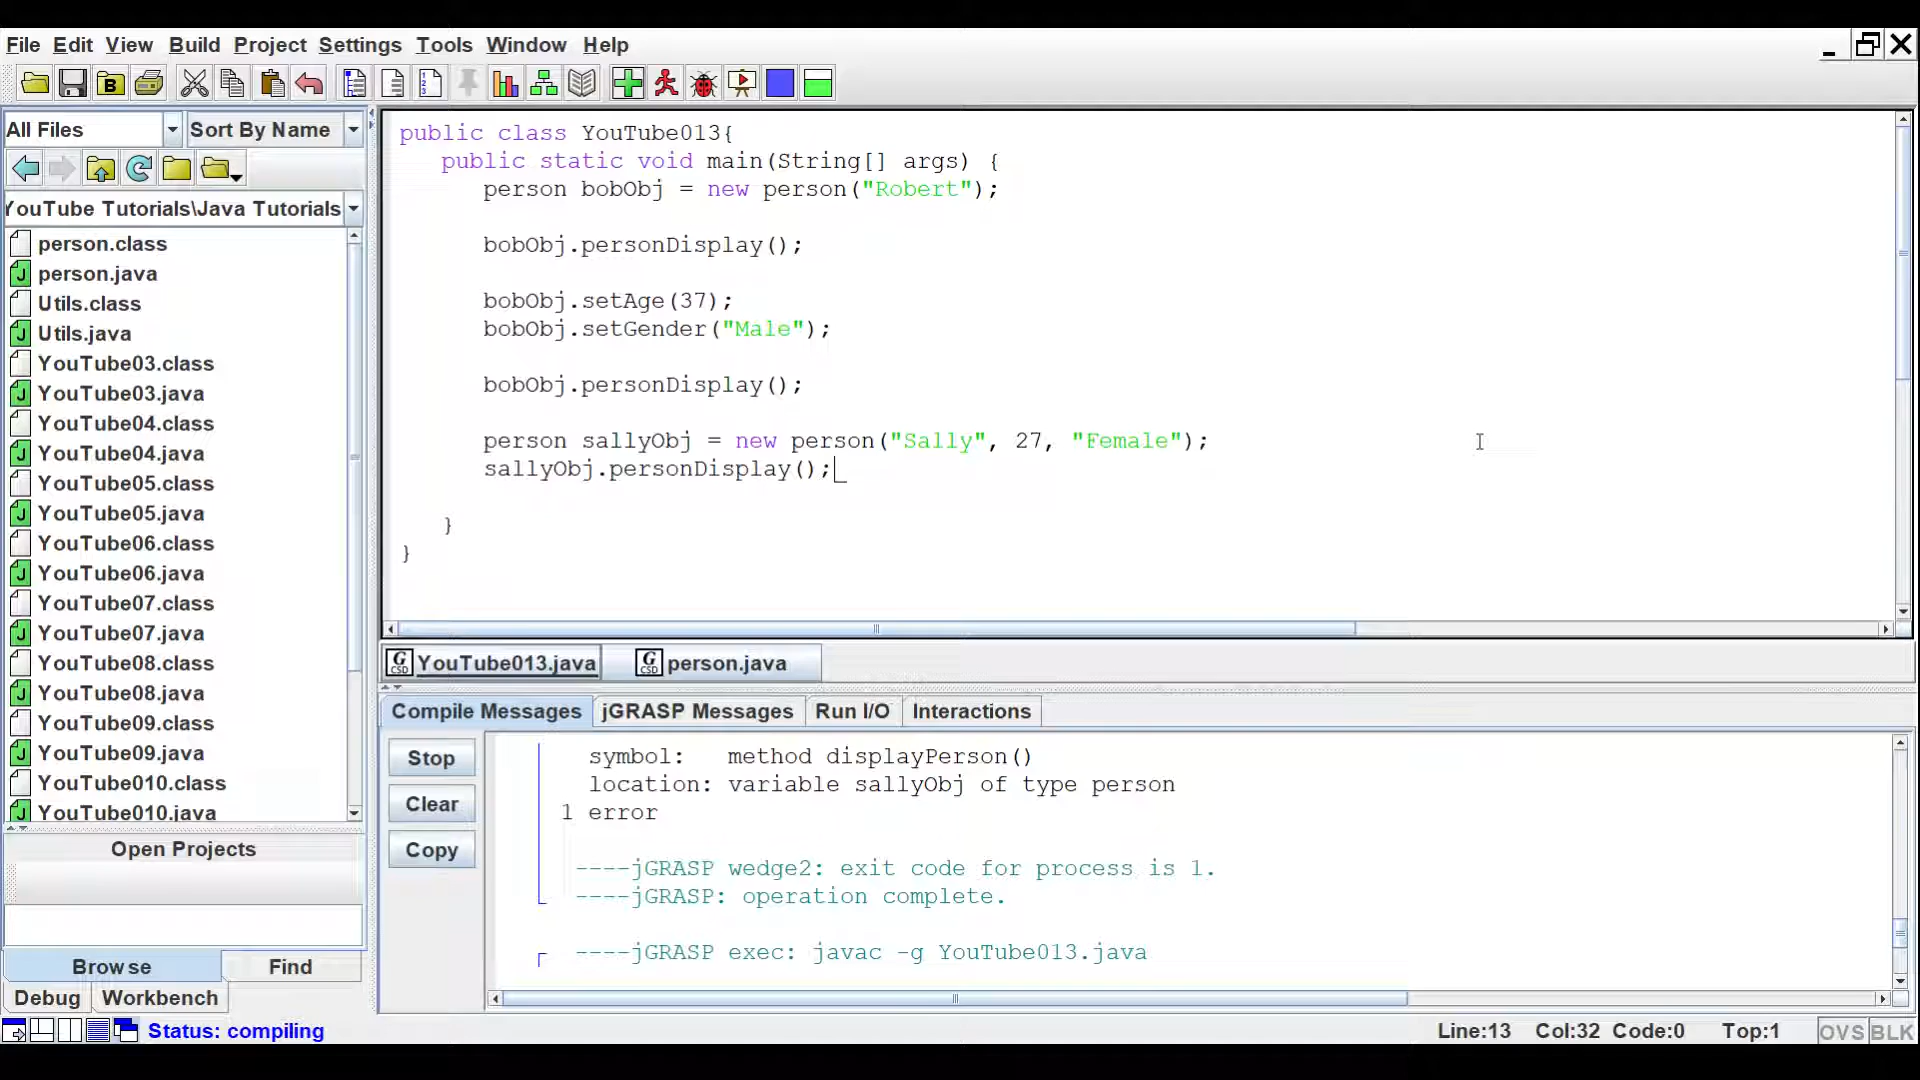 File Edit View Build Project Settings Tools Window Help
All Files Sort By Name
YouTube Tutorials\Java Tutorials
person.class
person.java
Utils.class
Utils.java
YouTube03.class
YouTube03.java
YouTube04.class
YouTube04.java
YouTube05.class
YouTube05.java
YouTube06.class
YouTube06.java
YouTube07.class
YouTube07.java
YouTube08.class
YouTube08.java
YouTube09.class
YouTube09.java
YouTube010.class
YouTube010.java
Open Projects
Browse Find
Debug Workbench
public class YouTube013{
public static void main(String[] args) {
person bobObj = new person("Robert");
bobObj.personDisplay();
bobObj.setAge(37);
bobObj.setGender("Male");
bobObj.personDisplay();
person sallyObj = new person("Sally", 27, "Female");
sallyObj.personDisplay();
}
}
YouTube013.java person.java
Compile Messages jGRASP Messages Run I/O Interactions
Stop
Clear
Copy
symbol: method displayPerson()
location: variable sallyObj of type person
1 error
----jGRASP wedge2: exit code for process is 1.
----jGRASP: operation complete.
----jGRASP exec: javac -g YouTube013.java
Status: compiling Line:13 Col:32 Code:0 Top:1 OVS BLK